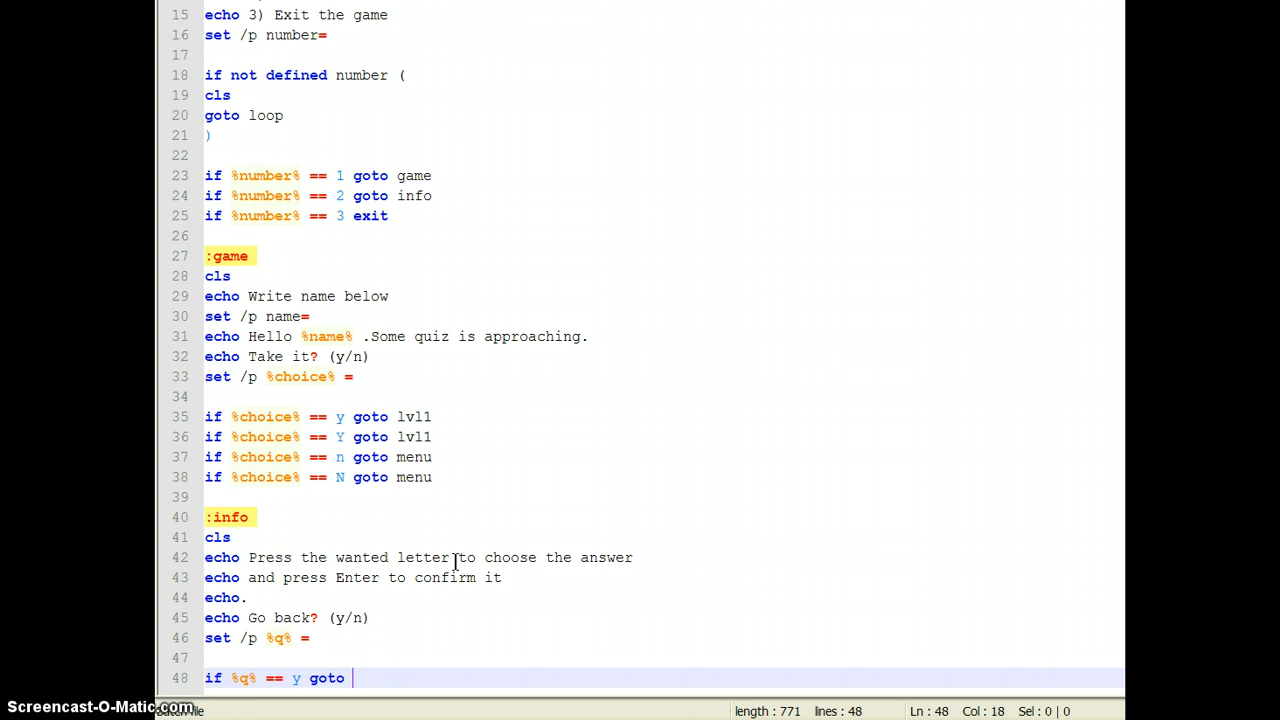 15 echo 3) Exit the game
16 set /p number=
17
18 if not defined number (
19 cls
20 goto loop
21 )
22
23 if %number% == 1 goto game
24 if %number% == 2 goto info
25 if %number% == 3 exit
26
27 :game
28 cls
29 echo Write name below
30 set /p name=
31 echo Hello %name% .Some quiz is approaching.
32 echo Take it? (y/n)
33 set /p %choice% =
34
35 if %choice% == y goto lvl1
36 if %choice% == Y goto lvl1
37 if %choice% == n goto menu
38 if %choice% == N goto menu
39
40 :info
41 cls
42 echo Press the wanted letter to choose the answer
43 echo and press Enter to confirm it
44 echo.
45 echo Go back? (y/n)
46 set /p %q% =
47
48 if %q% == y goto
Screencast-O-Matic.com length: 771 lines: 48 Ln: 48 Col: 18 Sel: 0 | 0